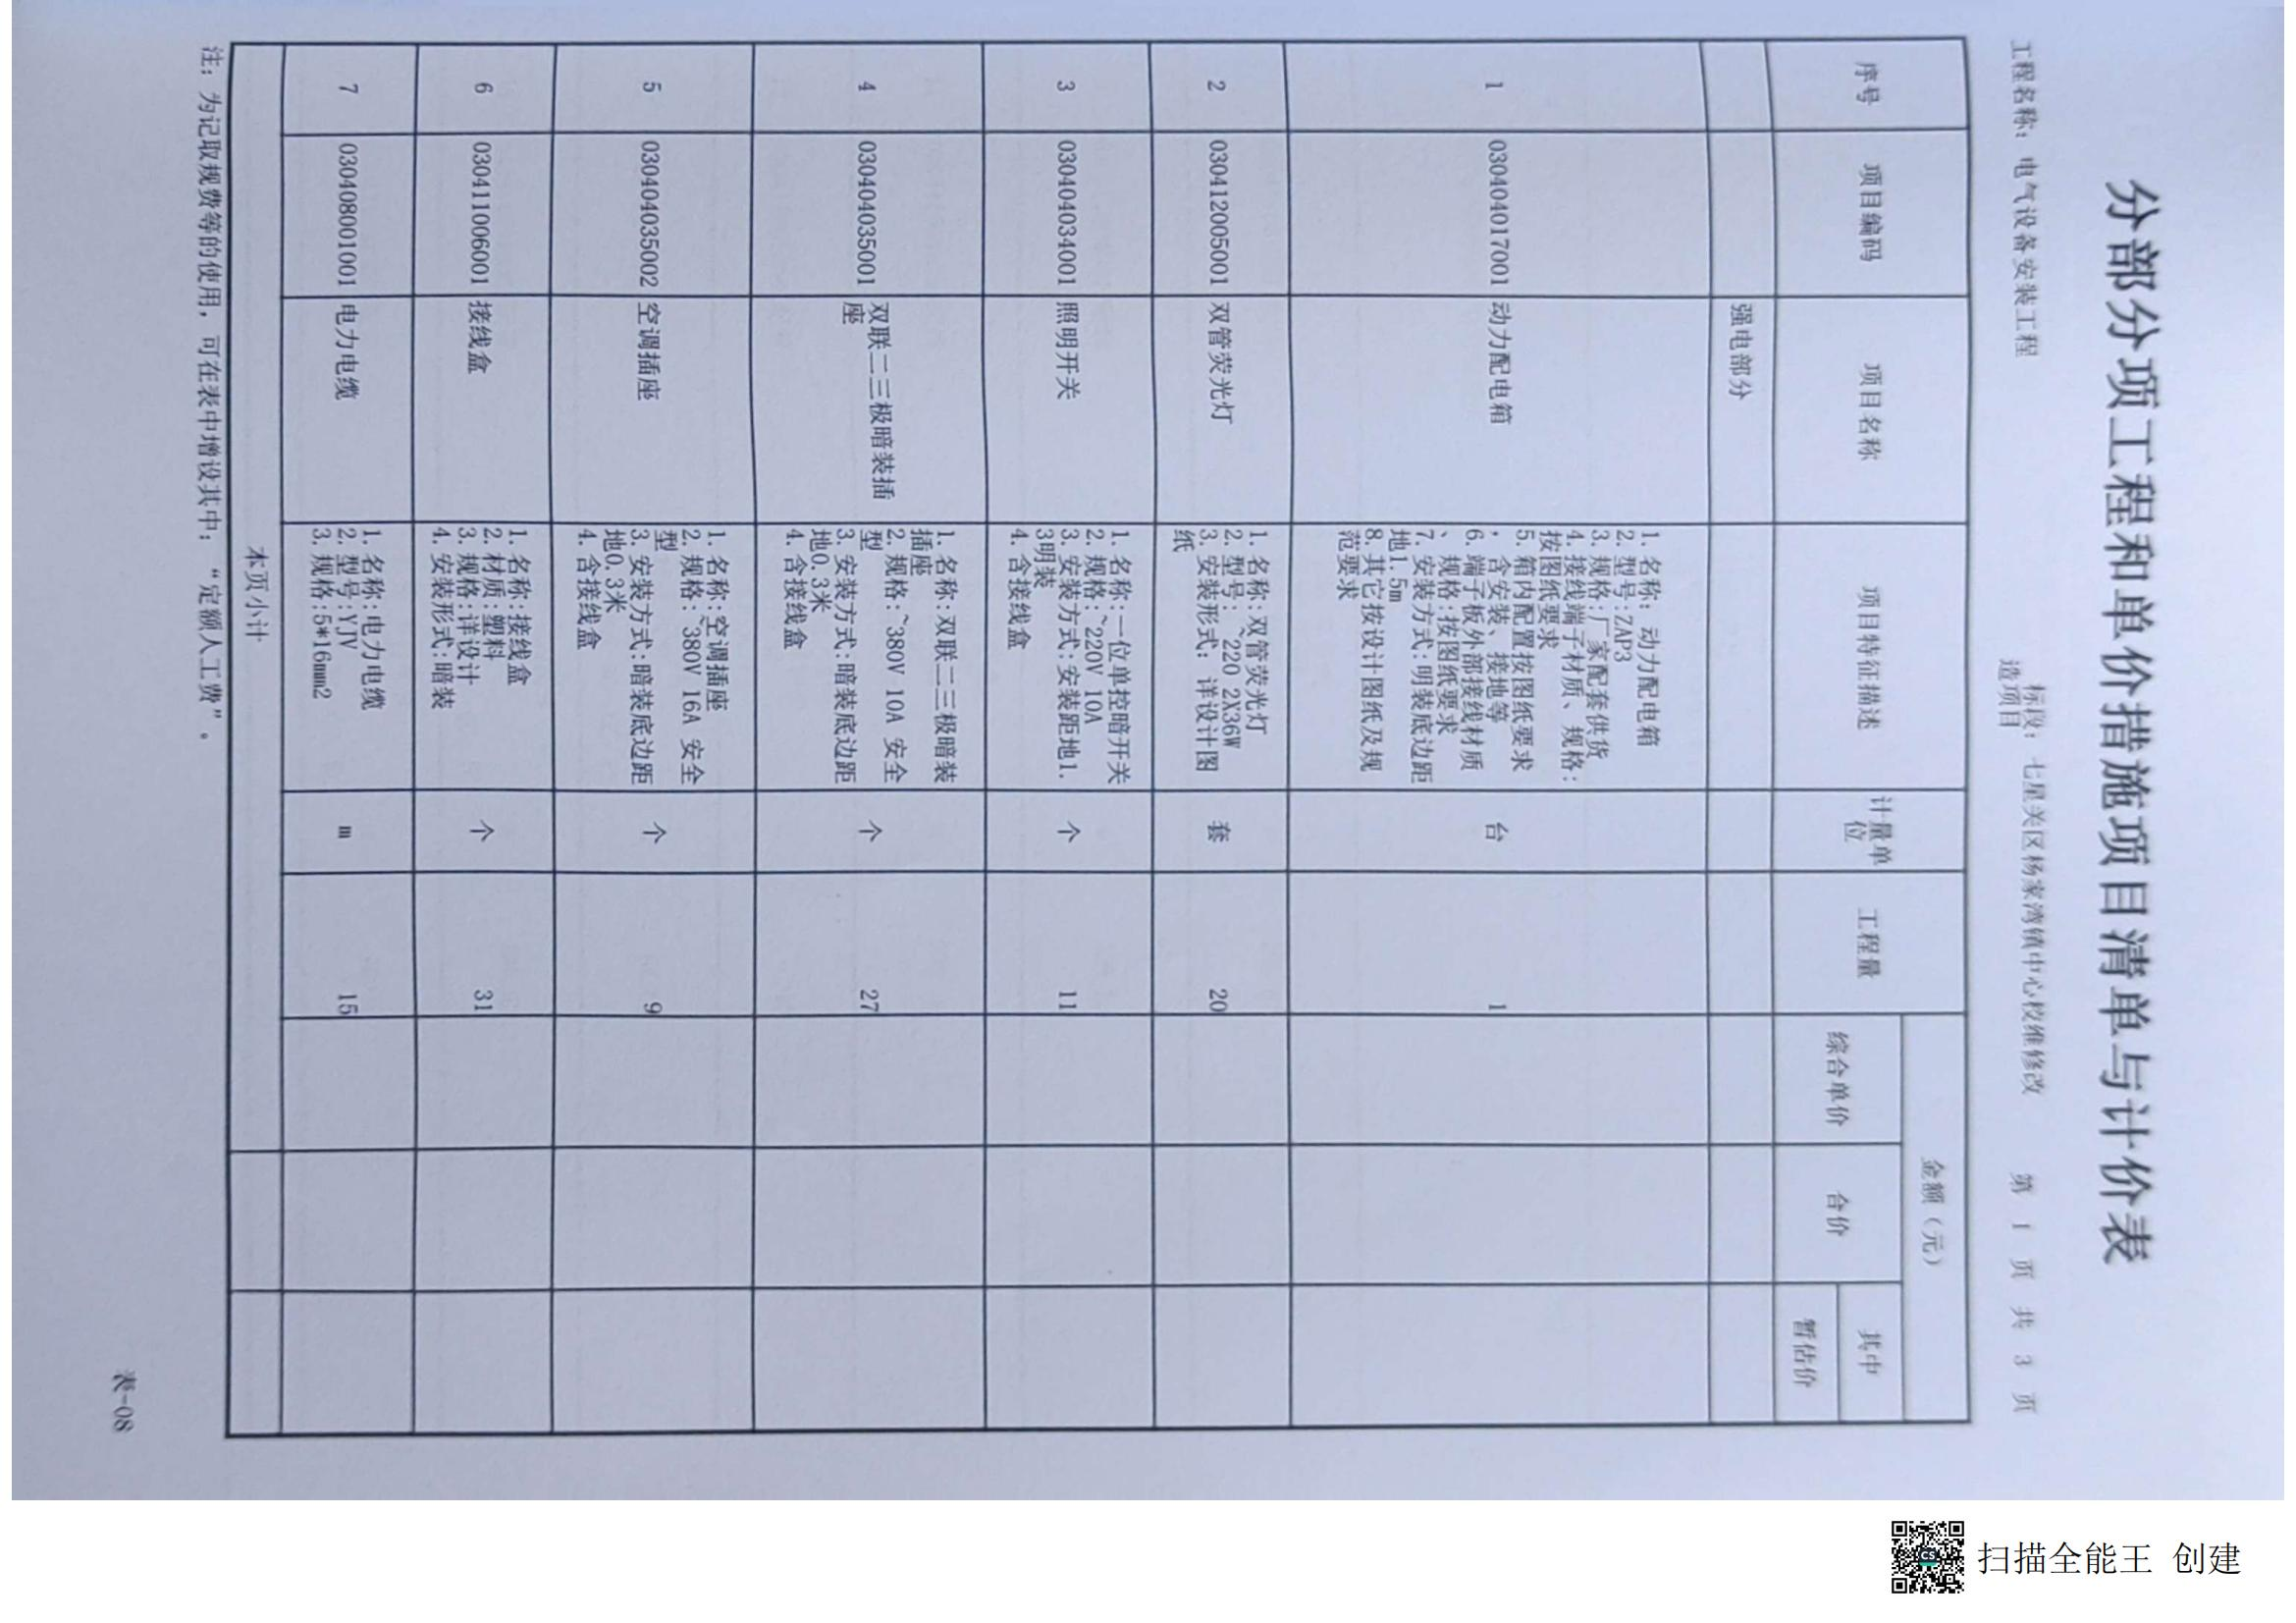 分部分项工程和单价措施项目清单与计价表
工程名称：电气设备安装工程
标段：七星关区杨家湾镇中心校维修改
造项目
第 1 页 共 3 页
序号
项目编码
项目名称
项目特征描述
计量单
位
工程量
金额（元）
综合单价
合价
其中
暂估价
强电部分
1
030404017001
动力配电箱
1. 名称：动力配电箱
2. 型号:ZAP3
3. 规格:厂家配套供货
4. 接线端子材质、规格:
按图纸要求
5. 箱内配置按图纸要求
，含安装、接地等
6. 端子板外部接线材质
、规格:按图纸要求
7. 安装方式:明装底边距
地1.5m
8. 其它按设计图纸及规
范要求
台
1
2
030412005001
双管荧光灯
1. 名称:双管荧光灯
2. 型号：~220 2X36W
3. 安装形式：详设计图
纸
套
20
3
030404034001
照明开关
1. 名称:一位单控暗开关
2. 规格:~220V 10A
3. 安装方式:安装距地1.
3明装
4. 含接线盒
个
11
4
030404035001
双联二三极暗装插
座
1. 名称:双联二三极暗装
插座
2. 规格:~380V 10A 安全
型
3. 安装方式:暗装底边距
地0.3米
4. 含接线盒
个
27
5
030404035002
空调插座
1. 名称:空调插座
2. 规格:~380V 16A 安全
型
3. 安装方式:暗装底边距
地0.3米
4. 含接线盒
个
9
6
030411006001
接线盒
1. 名称:接线盒
2. 材质:塑料
3. 规格:详设计
4. 安装形式:暗装
个
31
7
030408001001
电力电缆
1. 名称:电力电缆
2. 型号:YJV
3. 规格:5*16mm2
m
15
本页小计
注：为记取规费等的使用，可在表中增设其中：“定额人工费”。
表-08
扫描全能王 创建